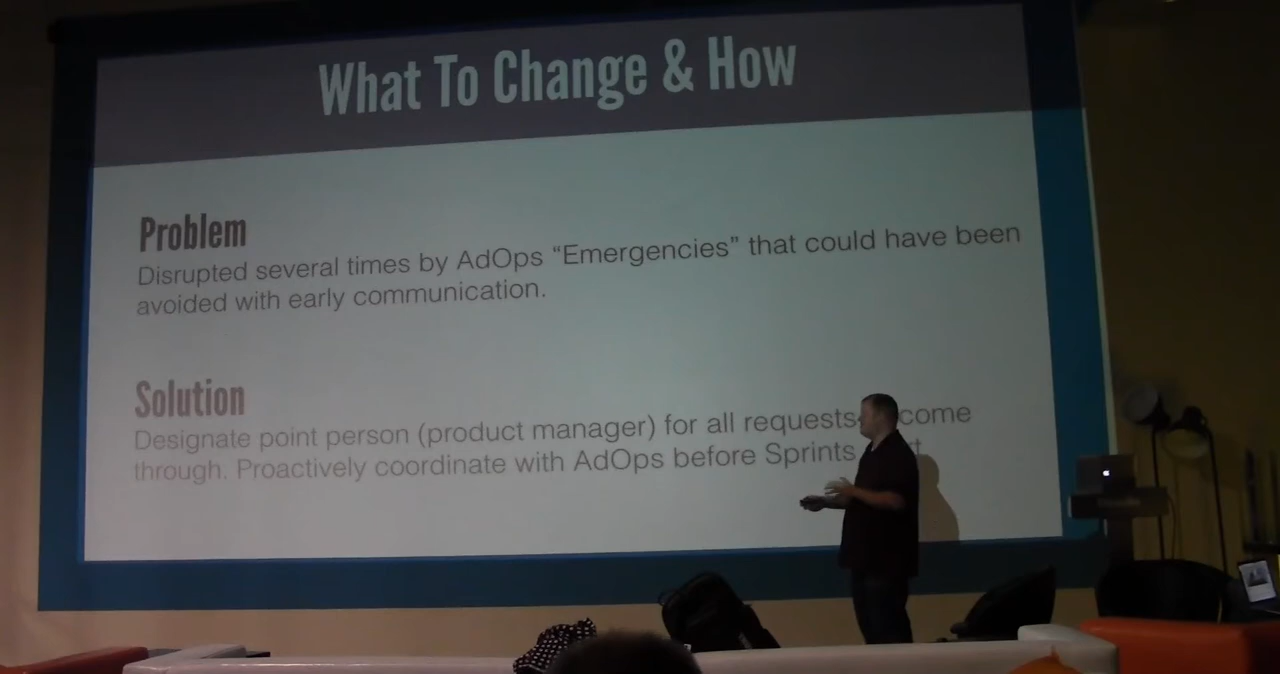 What To Change & How
Problem
Disrupted several times by AdOps “Emergencies” that could have been
avoided with early communication.
Solution
Designate point person (product manager) for all requests come
through. Proactively coordinate with AdOps before Sprints